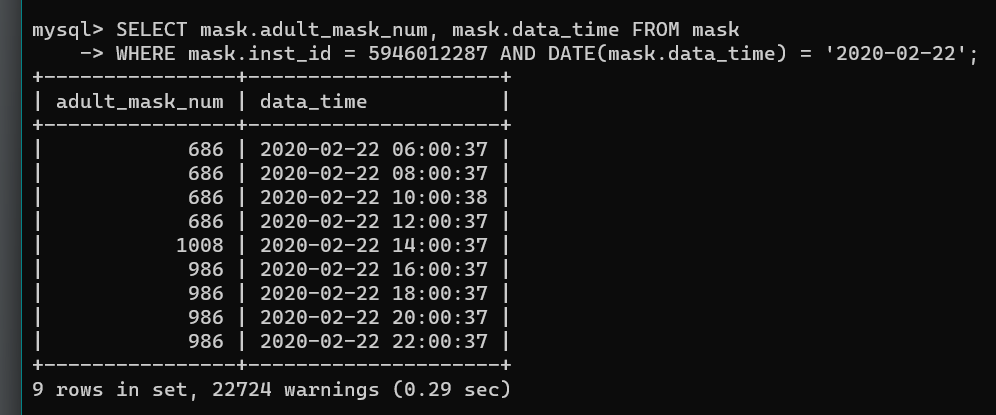 mysql> SELECT mask.adult_mask_num, mask.data_time FROM mask
    -> WHERE mask.inst_id = 5946012287 AND DATE(mask.data_time) = '2020-02-22';
+----------------+---------------------+
| adult_mask_num | data_time           |
+----------------+---------------------+
|            686 | 2020-02-22 06:00:37 |
|            686 | 2020-02-22 08:00:37 |
|            686 | 2020-02-22 10:00:38 |
|            686 | 2020-02-22 12:00:37 |
|           1008 | 2020-02-22 14:00:37 |
|            986 | 2020-02-22 16:00:37 |
|            986 | 2020-02-22 18:00:37 |
|            986 | 2020-02-22 20:00:37 |
|            986 | 2020-02-22 22:00:37 |
+----------------+---------------------+
9 rows in set, 22724 warnings (0.29 sec)